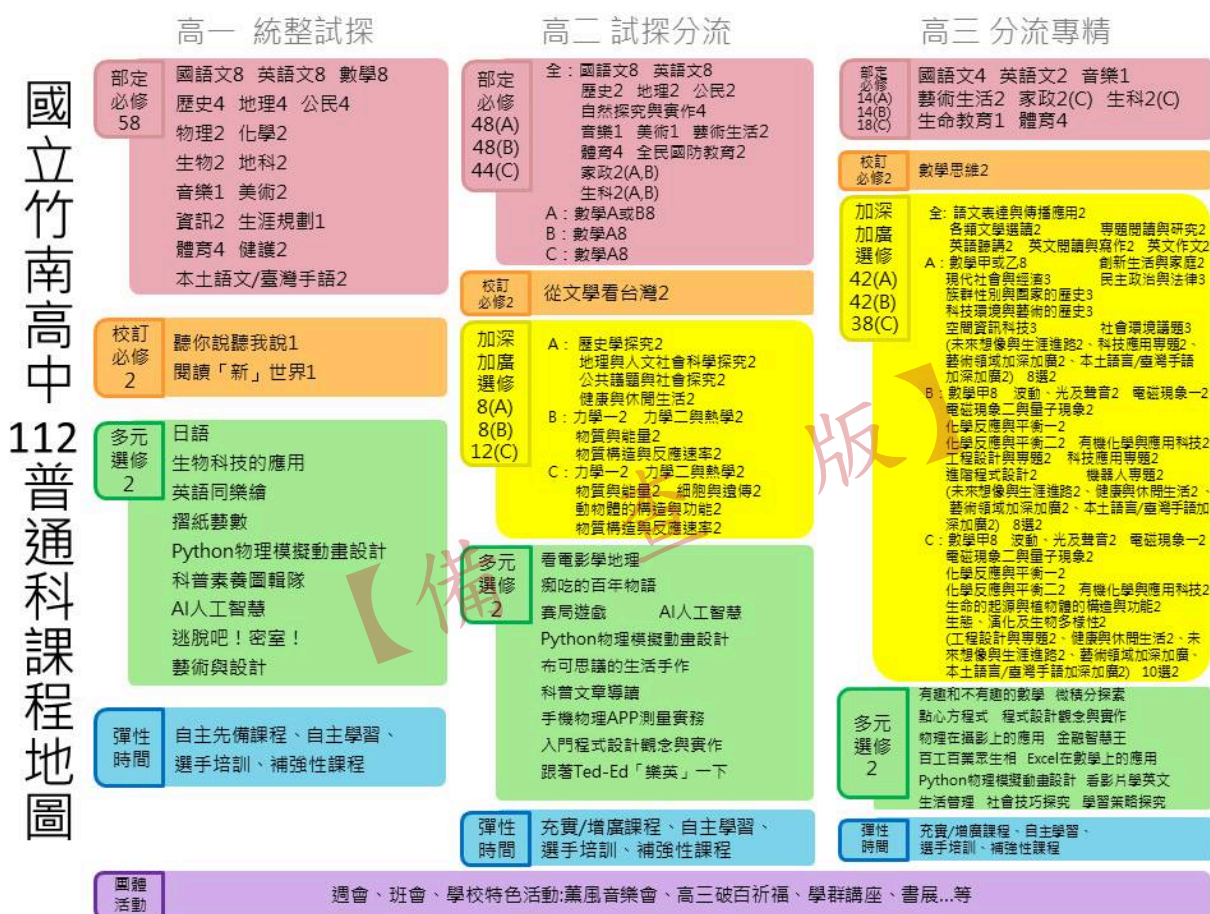 國立竹南高中112普通科課程地圖
高一 統整試探
部定
必修
58
國語文8 英語文8 數學8
歷史4 地理4 公民4
物理2 化學2
生物2 地科2
音樂1 美術2
資訊2 生涯規劃1
體育4 健護2
本土語文/臺灣手語2
校訂
必修
2
聽你說聽我說1
閱讀「新」世界1
多元
選修
2
日語
生物科技的應用
英語同樂繪
摺紙藝數
Python物理模擬動畫設計
科普素養圖輯隊
AI人工智慧
逃脫吧！密室！
藝術與設計
彈性
時間
自主先備課程、自主學習、
選手培訓、補強性課程
高二 試探分流
部定
必修
48(A)
48(B)
44(C)
全：國語文8 英語文8
歷史2 地理2 公民2
自然探究與實作4
音樂1 美術1 藝術生活2
體育4 全民國防教育2
家政2(A,B)
生科2(A,B)
A：數學A或B8
B：數學A8
C：數學A8
校訂
必修2
從文學看台灣2
加深
加廣
選修
8(A)
8(B)
12(C)
A：歷史學探究2
地理與人文社會科學探究2
公共議題與社會探究2
健康與休閒生活2
B：力學一2 力學二與熱學2
物質與能量2
物質構造與反應速率2
C：力學一2 力學二與熱學2
物質與能量2 細胞與遺傳2
動物體的構造與功能2
物質構造與反應速率2
多元
選修
2
看電影學地理
痴吃的百年物語
賽局遊戲 AI人工智慧
Python物理模擬動畫設計
布可思議的生活手作
科普文章導讀
手機物理APP測量實務
入門程式設計觀念與實作
跟著Ted-Ed「樂英」一下
彈性
時間
充實/增廣課程、自主學習、
選手培訓、補強性課程
高三 分流專精
部定
必修
14(A)
14(B)
18(C)
國語文4 英語文2 音樂1
藝術生活2 家政2(C) 生科2(C)
生命教育1 體育4
校訂
必修2
數學思維2
加深
加廣
選修
42(A)
42(B)
38(C)
全: 語文表達與傳播應用2
各類文學選讀2 專題閱讀與研究2
英語聽講2 英文閱讀與寫作2 英文作文2
A：數學甲或乙8 創新生活與家庭2
現代社會與經濟3 民主政治與法律3
族群性別與國家的歷史3
科技環境與藝術的歷史3
空間資訊科技3 社會環境議題3
(未來想像與生涯進路2、科技應用專題2、
藝術領域加深加廣2、本土語言/臺灣手語
加深加廣2) 8選2
B：數學甲8 波動、光及聲音2 電磁現象一2
電磁現象二與量子現象2
化學反應與平衡一2
化學反應與平衡二2 有機化學與應用科技2
工程設計與專題2 科技應用專題2
進階程式設計2 機器人專題2
(未來想像與生涯進路2、健康與休閒生活2、
藝術領域加深加廣2、本土語言/臺灣手語加
深加廣2) 8選2
C：數學甲8 波動、光及聲音2 電磁現象一2
電磁現象二與量子現象2
化學反應與平衡一2
化學反應與平衡二2 有機化學與應用科技2
生命的起源與植物體的構造與功能2
生態、演化及生物多樣性2
(工程設計與專題2、健康與休閒生活2、未
來想像與生涯進路2、藝術領域加深加廣、
本土語言/臺灣手語加深加廣2) 10選2
多元
選修
2
有趣和不有趣的數學 微積分探索
點心方程式 程式設計觀念與實作
物理在攝影上的應用 金融智慧王
百工百業眾生相 Excel在數學上的應用
Python物理模擬動畫設計 看影片學英文
生活管理 社會技巧探究 學習策略探究
彈性
時間
充實/增廣課程、自主學習、
選手培訓、補強性課程
團體
活動
週會、班會、學校特色活動:薰風音樂會、高三破百祈福、學群講座、書展...等
【備查版】